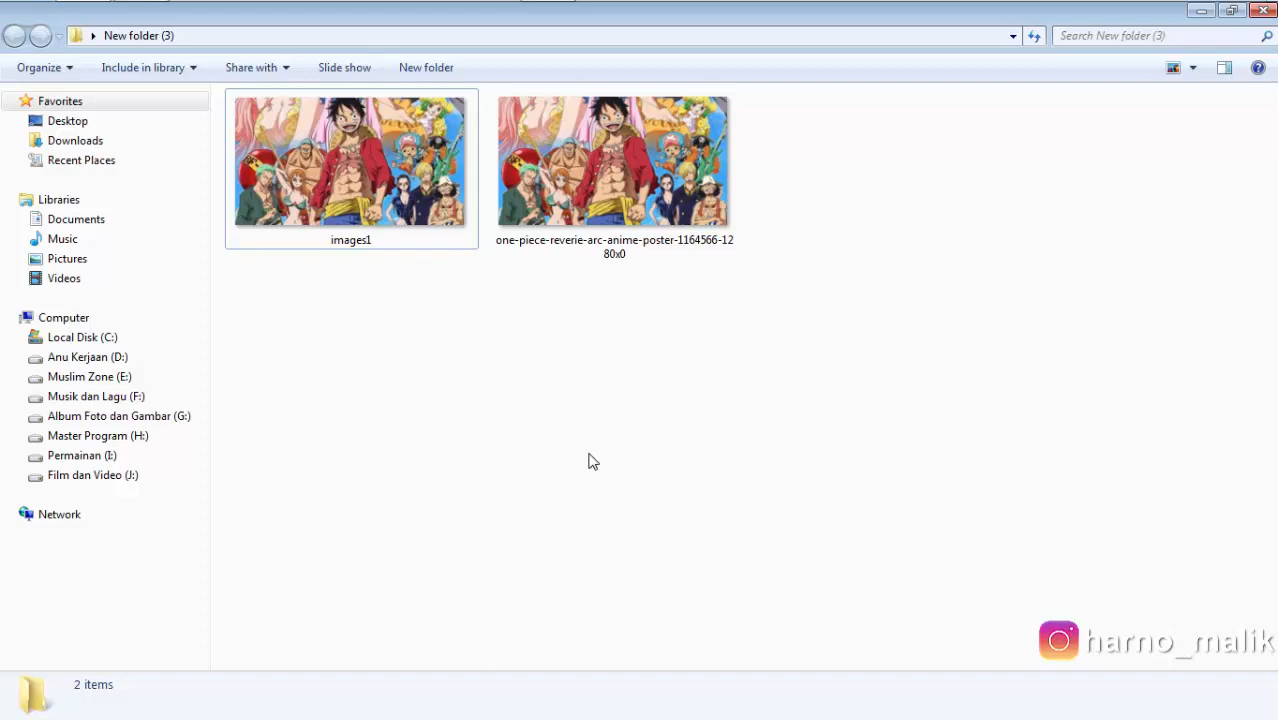 New folder (3)
Search New folder (3)
Organize
Include in library
Share with
Slide show
New folder
Favorites
Desktop
Downloads
Recent Places
Libraries
Documents
Music
Pictures
Videos
Computer
Local Disk (C:)
Anu Kerjaan (D:)
Muslim Zone (E:)
Musik dan Lagu (F:)
Album Foto dan Gambar (G:)
Master Program (H:)
Permainan (I:)
Film dan Video (J:)
Network
images1
one-piece-reverie-arc-anime-poster-1164566-12
80x0
harno_malik
2 items